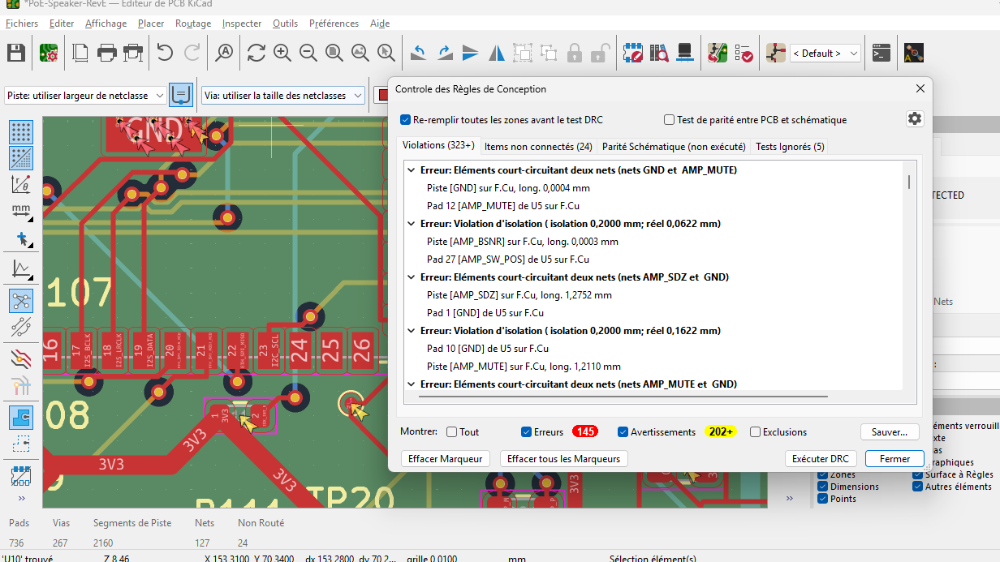 *PoE-Speaker-RevE — Éditeur de PCB KiCad
Fichiers Editer Affichage Placer Routage Inspecter Outils Préférences Aide
< Default >
Piste: utiliser largeur de netclasse
Via: utiliser la taille des netclasses
Controle des Règles de Conception
Re-remplir toutes les zones avant le test DRC
Test de parité entre PCB et schématique
Violations (323+) Items non connectés (24) Parité Schématique (non exécuté) Tests Ignorés (5)
Erreur: Eléments court-circuitant deux nets (nets GND et AMP_MUTE)
Piste [GND] sur F.Cu, long. 0,0004 mm
Pad 12 [AMP_MUTE] de U5 sur F.Cu
Erreur: Violation d'isolation ( isolation 0,2000 mm; réel 0,0622 mm)
Piste [AMP_BSNR] sur F.Cu, long. 0,0003 mm
Pad 27 [AMP_SW_POS] de U5 sur F.Cu
Erreur: Eléments court-circuitant deux nets (nets AMP_SDZ et GND)
Piste [AMP_SDZ] sur F.Cu, long. 1,2752 mm
Pad 1 [GND] de U5 sur F.Cu
Erreur: Violation d'isolation ( isolation 0,2000 mm; réel 0,1622 mm)
Pad 10 [GND] de U5 sur F.Cu
Piste [AMP_MUTE] sur F.Cu, long. 1,2110 mm
Erreur: Eléments court-circuitant deux nets (nets AMP_MUTE et GND)
Montrer: Tout Erreurs 145 Avertissements 202+ Exclusions Sauver...
Effacer Marqueur Effacer tous les Marqueurs Exécuter DRC Fermer
mm
GND
107
16 17 18 19 20 21 22 23 24 25 26
I2S_BCLK I2S_LRCLK I2S_DATA I2C_SCL
08
1 3V3 2
3V3
3V3
3V3
R111
TP20
3V3
TECTED
Nets
éments verrouill
xte
as
raphiques
Zones
Surface à Règles
Dimensions
Autres éléments
Points
Pads Vias Segments de Piste Nets Non Routé
736 267 2160 127 24
'U10' trouvé Z 8.46 X 153.3100 Y 70.3400 dx 153.2800 dy 70.2... grille 0.0100 mm Sélection élément(s)